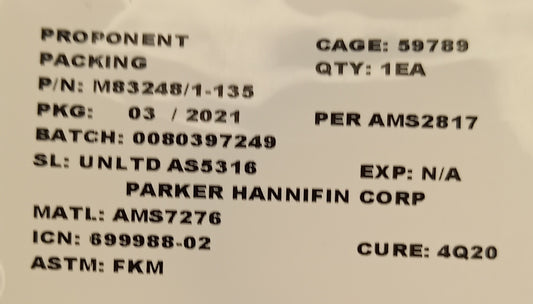 PROPONENT
CAGE: 59789
PACKING
QTY: 1EA
P/N: M83248/1-135
PKG: 03 / 2021
PER AMS2817
BATCH: 0080397249
SL: UNLTD AS5316
EXP: N/A
PARKER HANNIFIN CORP
MATL: AMS7276
ICN: 699988-02
CURE: 4Q20
ASTM: FKM